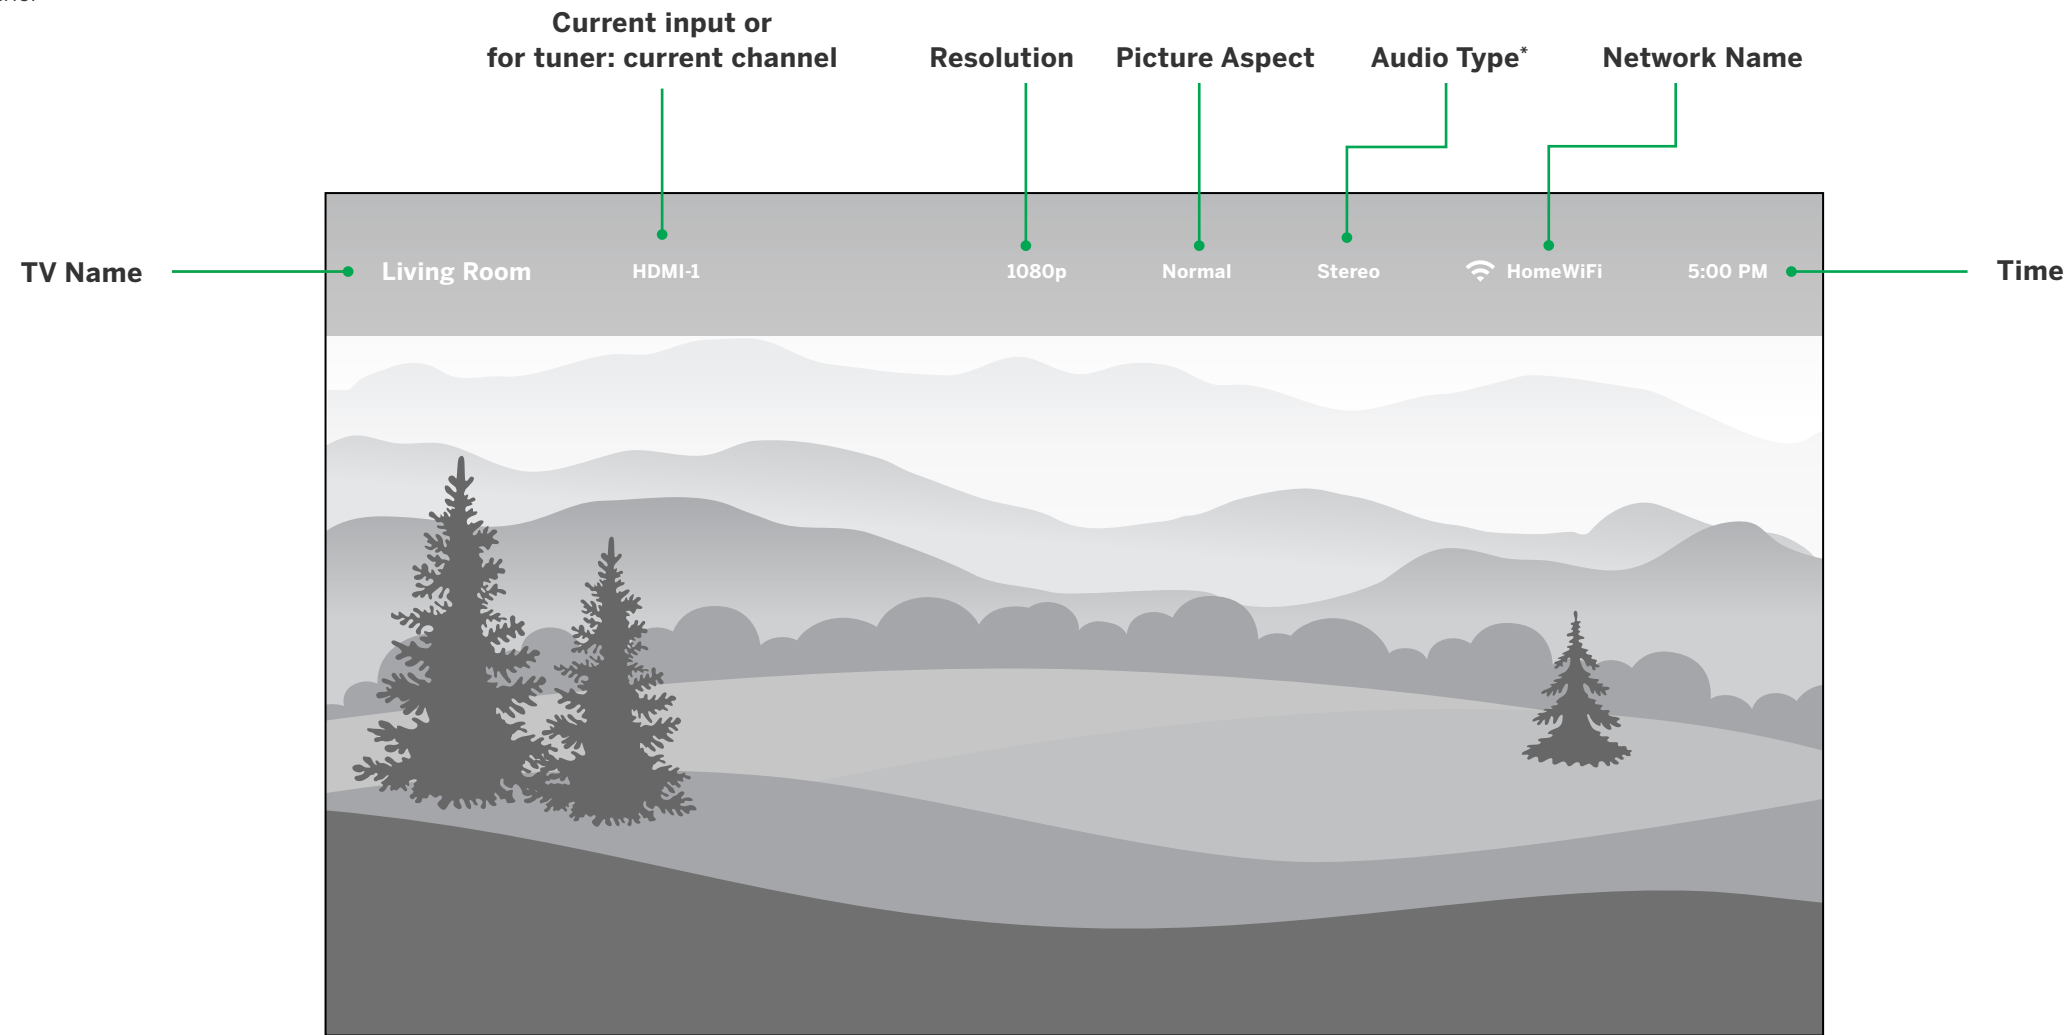 Current input or
for tuner: current channel
Resolution
Picture Aspect
Audio Type*
Network Name
TV Name
Living Room
HDMI-1
1080p
Normal
Stereo
HomeWiFi
5:00 PM
Time